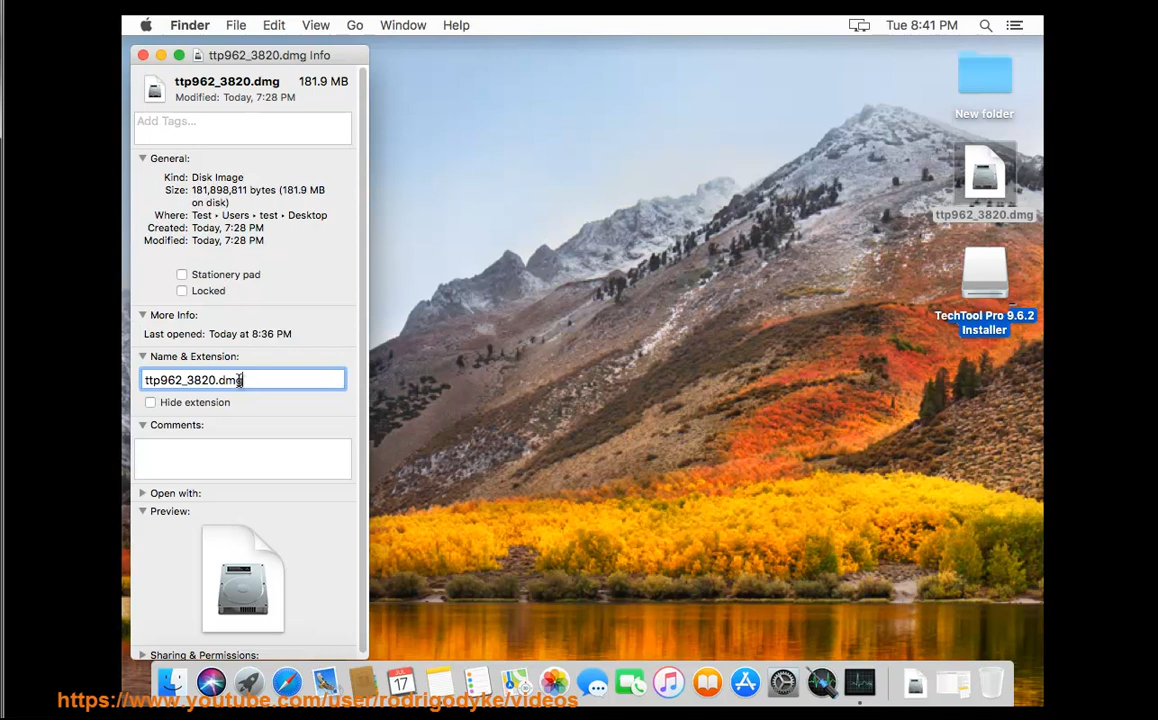 Finder File Edit View Go Window Help Tue 8:41 PM
ttp962_3820.dmg Info
ttp962_3820.dmg 181.9 MB
Modified: Today, 7:28 PM
Add Tags...
General:
Kind: Disk Image
Size: 181,898,811 bytes (181.9 MB
on disk)
Where: Test ▸ Users ▸ test ▸ Desktop
Created: Today, 7:28 PM
Modified: Today, 7:28 PM
Stationery pad
Locked
More Info:
Last opened: Today at 8:36 PM
Name & Extension:
ttp962_3820.dmg
Hide extension
Comments:
Open with:
Preview:
Sharing & Permissions:
New folder
ttp962_3820.dmg
TechTool Pro 9.6.2
Installer
JUL
17
https://www.youtube.com/user/rodrigodyke/videos